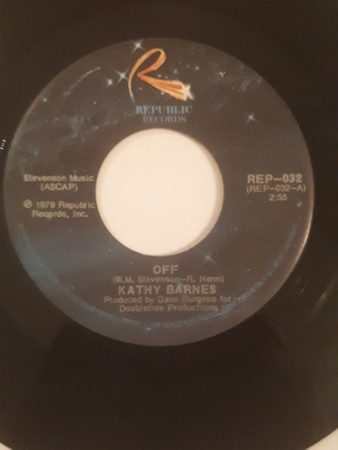 R
REPUBLIC
RECORDS
Stevenson Music
(ASCAP)
℗ 1978 Republic
Records, Inc.
REP-032
(REP-032-A)
2:55
OFF
(W.M. Stevenson-R. Henn)
KATHY BARNES
Produced by Dave Burgess for
Doubletree Productions